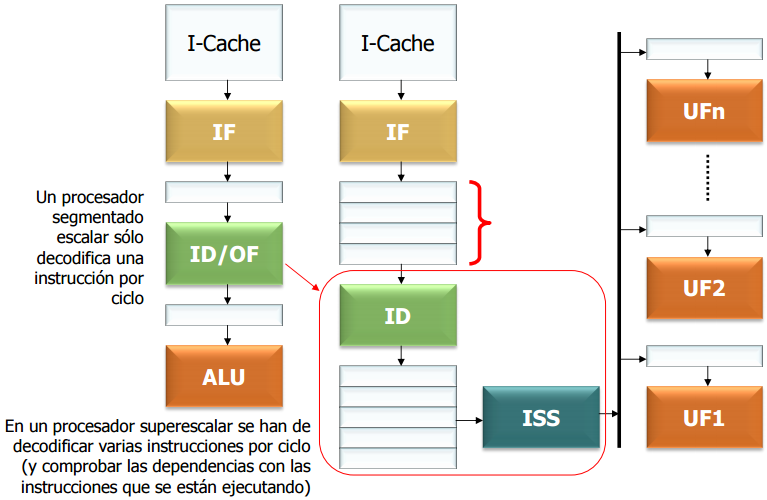 I-Cache
IF
Un procesador
segmentado
escalar sólo
decodifica una
instrucción por
ciclo
ID/OF
ALU
I-Cache
IF
ID
ISS
UFn
UF2
UF1
En un procesador superescalar se han de
decodificar varias instrucciones por ciclo
(y comprobar las dependencias con las
instrucciones que se están ejecutando)